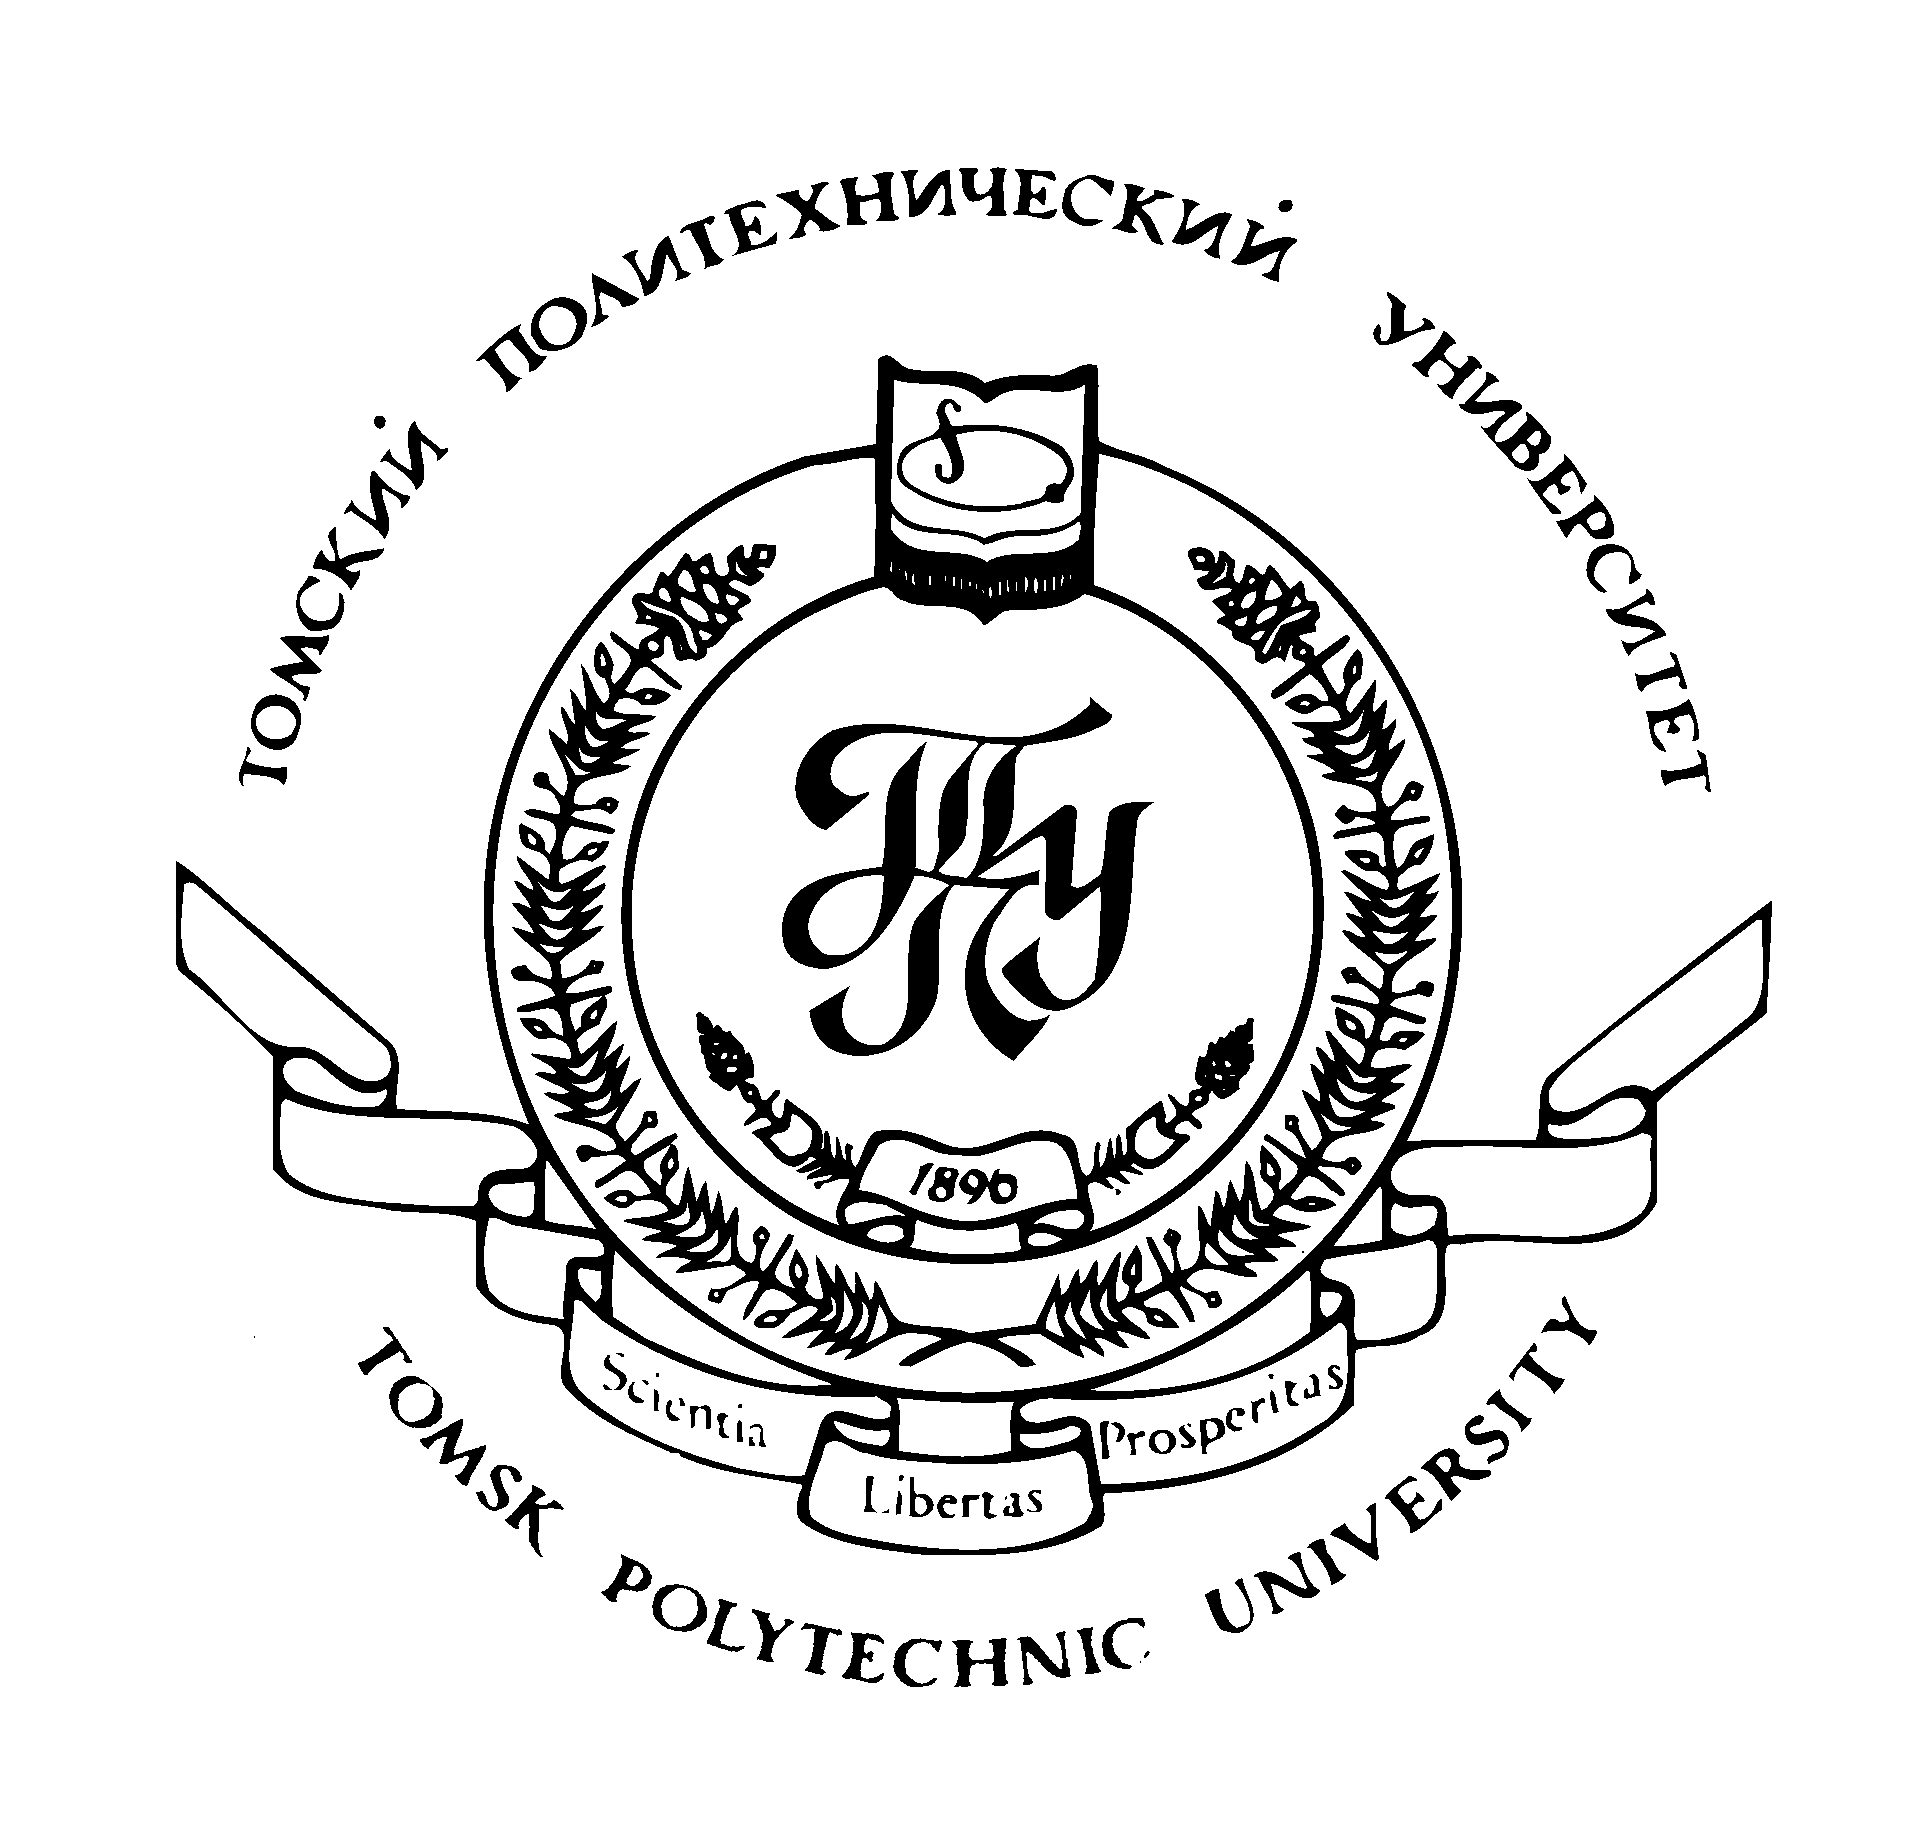 ТОМСКИЙ ПОЛИТЕХНИЧЕСКИЙ УНИВЕРСИТЕТ
ТПУ
1896
Scientia
Libertas
Prosperitas
TOMSK POLYTECHNIC UNIVERSITY